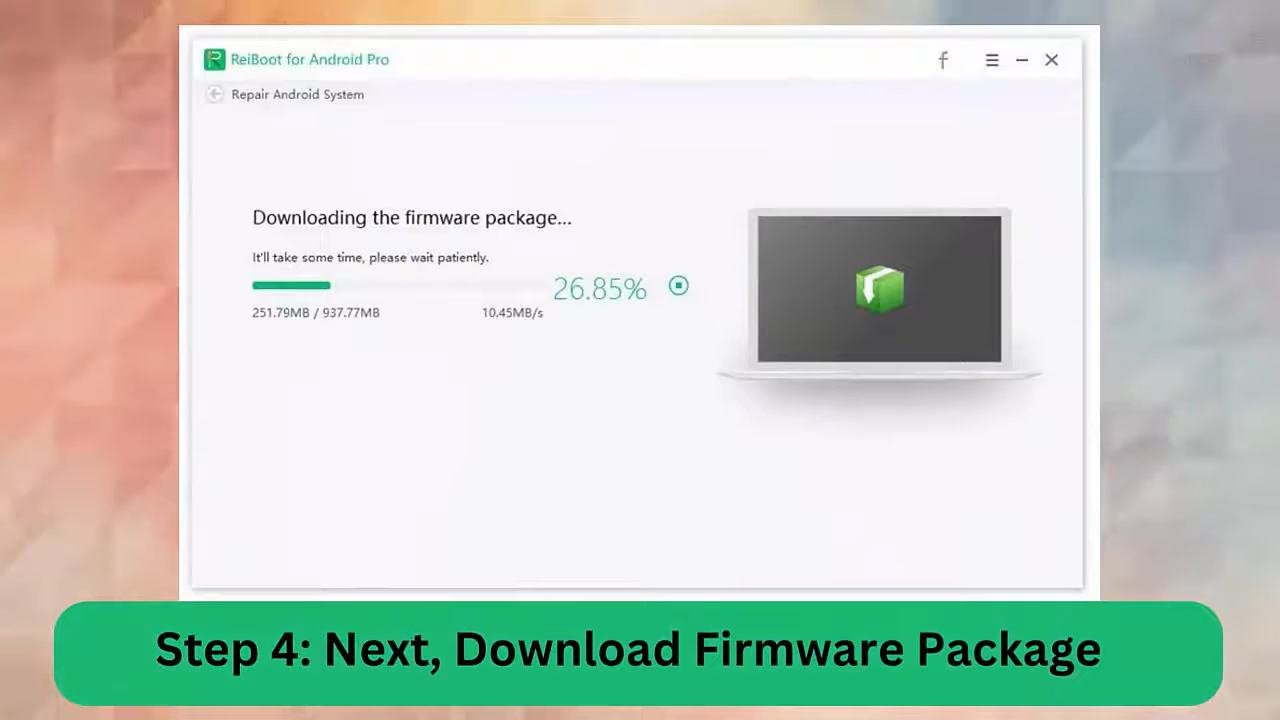 ReiBoot for Android Pro
Repair Android System
Downloading the firmware package...
It'll take some time, please wait patiently.
26.85%
251.79MB / 937.77MB 10.45MB/s
Step 4: Next, Download Firmware Package